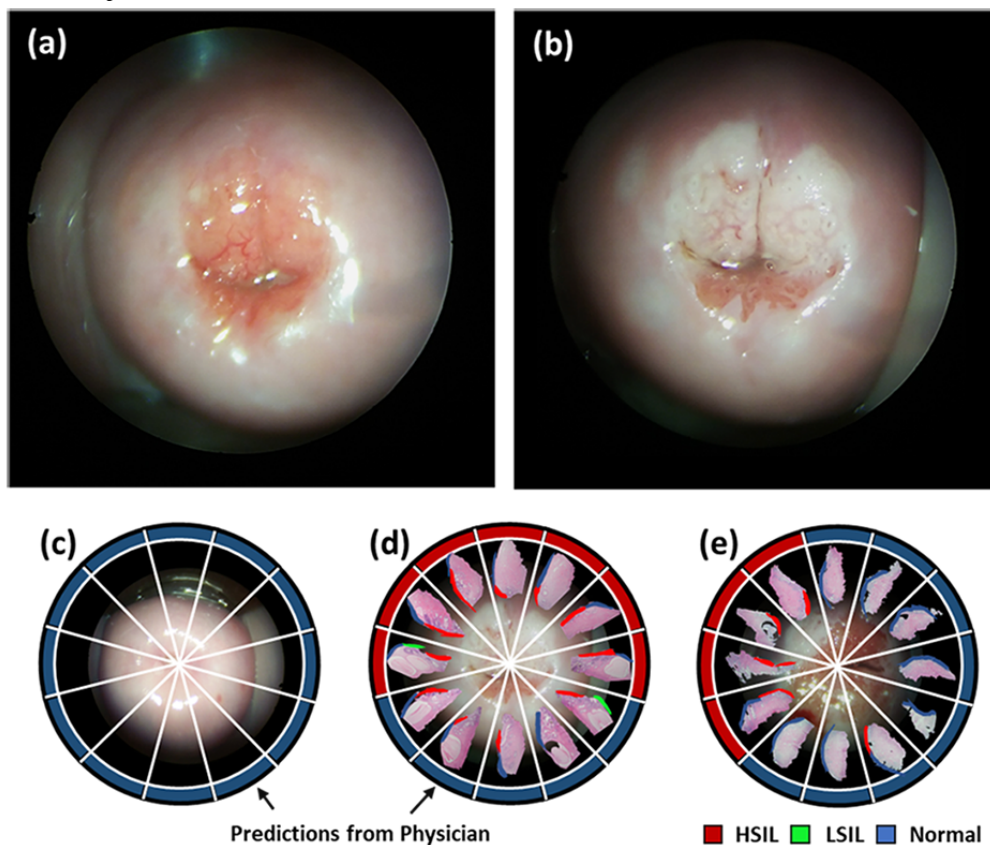 (a)
(b)
(c)
(d)
(e)
Predictions from Physician
HSIL
LSIL
Normal